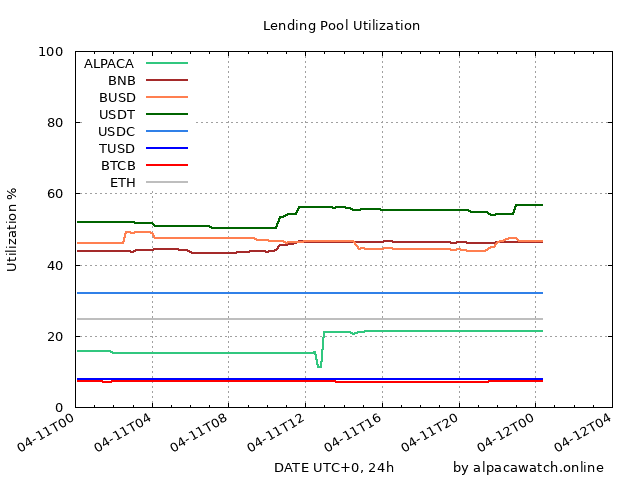 Lending Pool Utilization
Utilization %
100
80
60
40
20
0
ALPACA
BNB
BUSD
USDT
USDC
TUSD
BTCB
ETH
04-11T00
04-11T04
04-11T08
04-11T12
04-11T16
04-11T20
04-12T00
04-12T04
DATE UTC+0, 24h
by alpacawatch.online